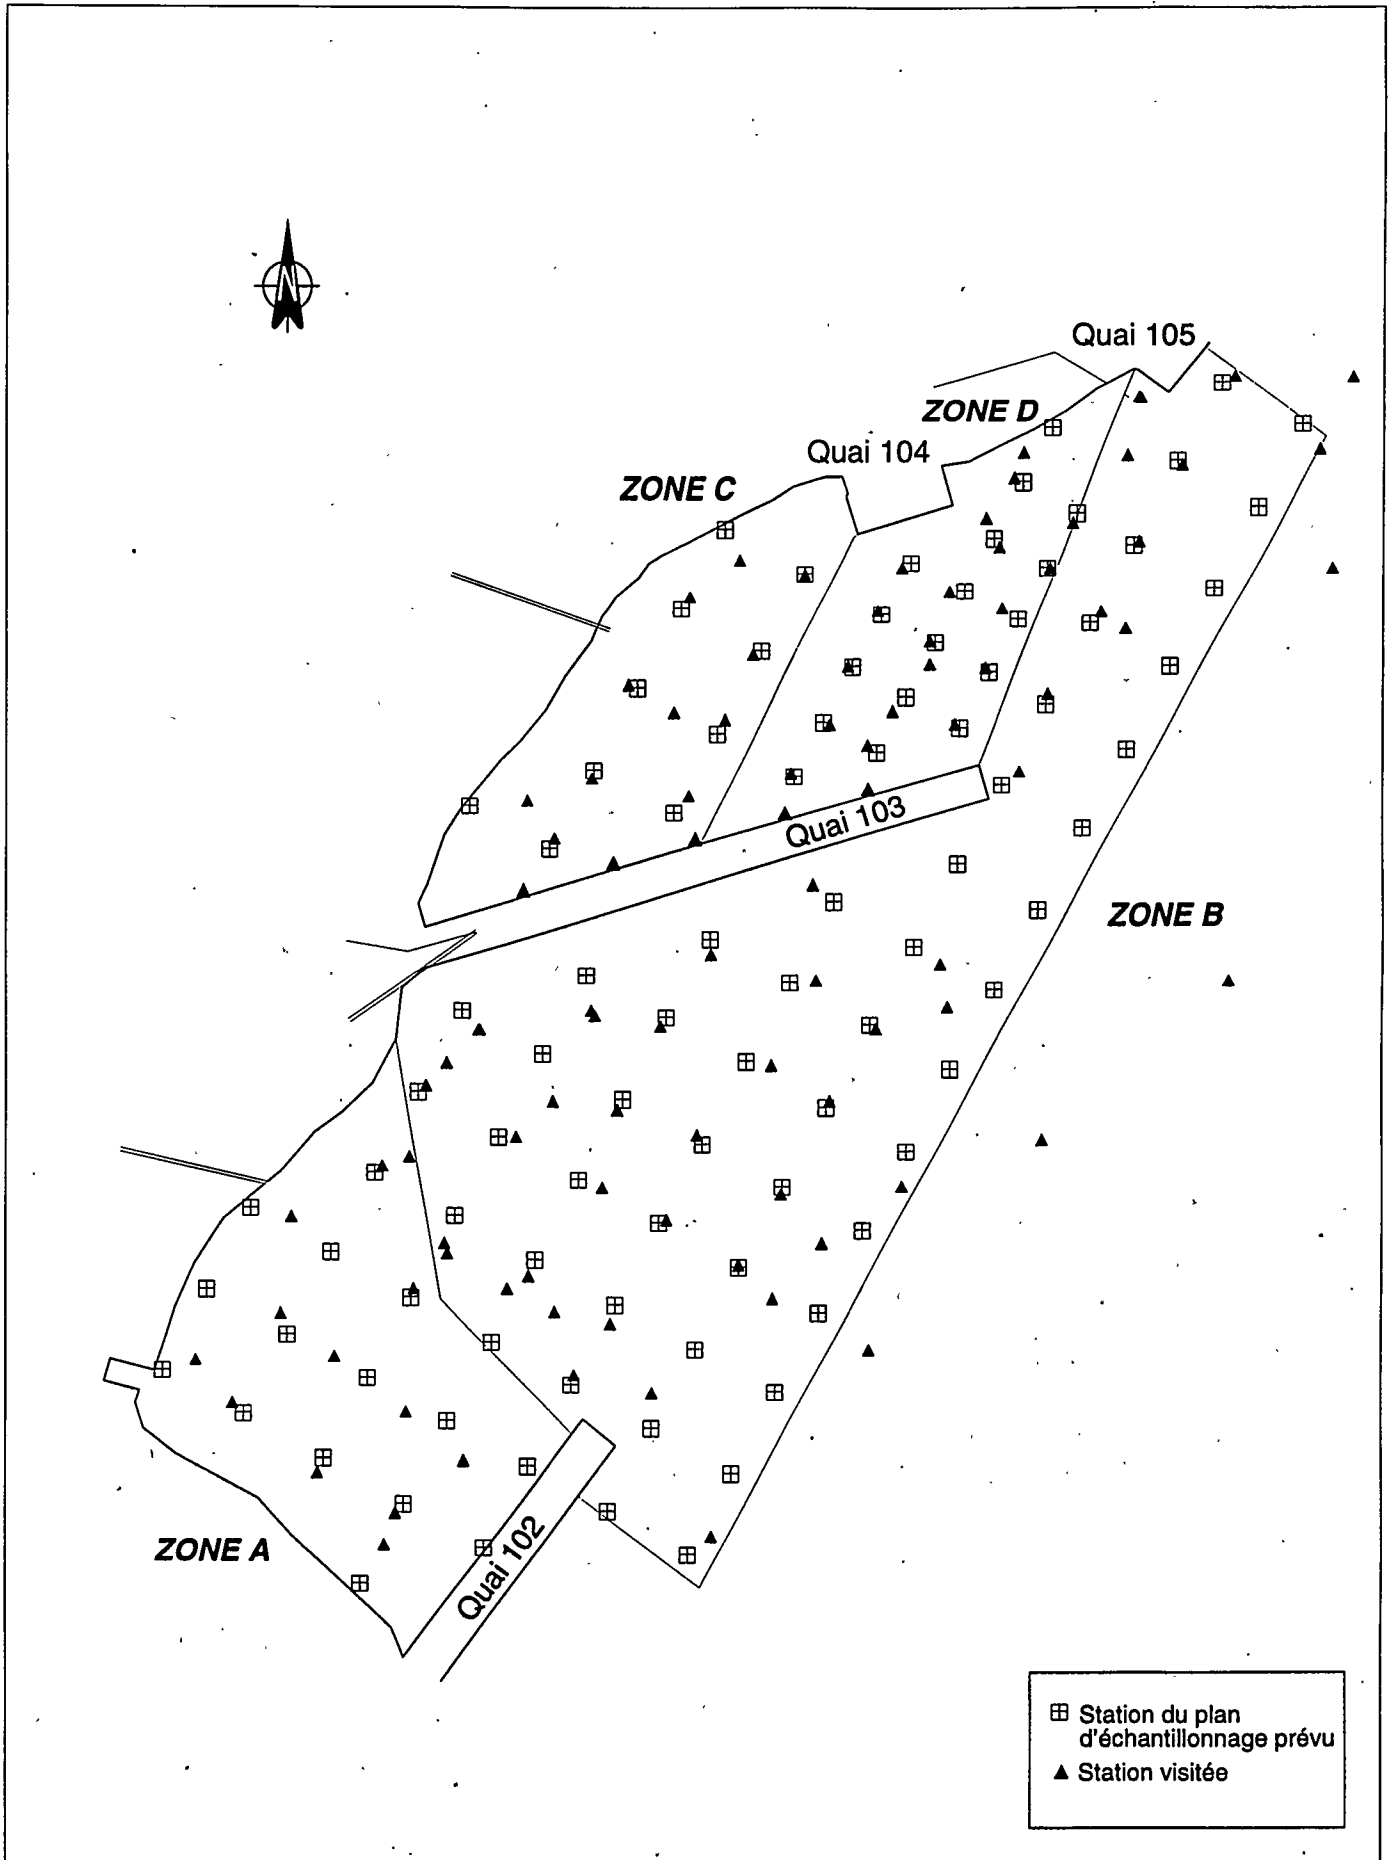 N
Quai 105
ZONE D
Quai 104
ZONE C
Quai 103
ZONE B
ZONE A
Quai 102
Station du plan
d'échantillonnage prévu
Station visitée